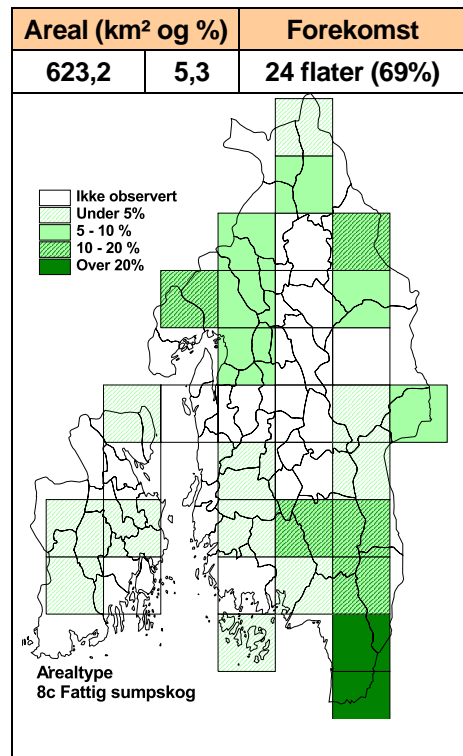 Areal (km² og %) Forekomst
623,2 5,3 24 flater (69%)
Ikke observert
Under 5%
5 - 10 %
10 - 20 %
Over 20%
Arealtype
8c Fattig sumpskog